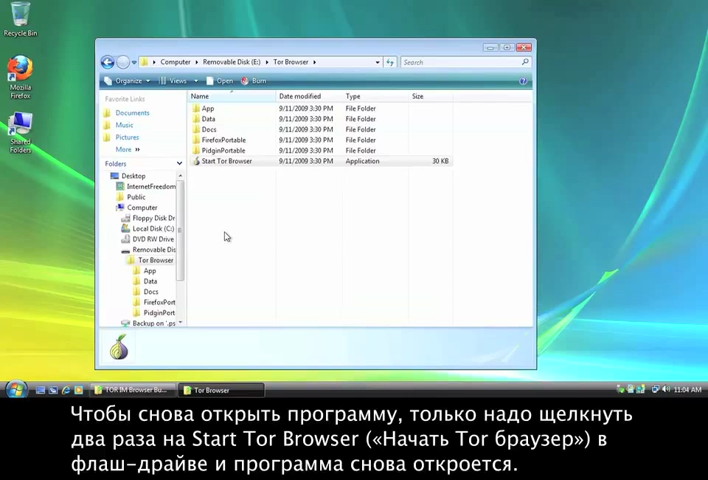 Recycle Bin
Mozilla
Firefox
Shared
Folders
Computer Removable Disk (E:) Tor Browser Search
Organize Views Open Burn
Favorite Links
Documents
Music
Pictures
More »
Folders
Desktop
InternetFreedom
Public
Computer
Floppy Disk Dr
Local Disk (C:)
DVD RW Drive
Removable Dis
Tor Browser
App
Data
Docs
FirefoxPort
PidginPort
Backup on '.ps
Name Date modified Type Size
App 9/11/2009 3:30 PM File Folder
Data 9/11/2009 3:30 PM File Folder
Docs 9/11/2009 3:30 PM File Folder
FirefoxPortable 9/11/2009 3:30 PM File Folder
PidginPortable 9/11/2009 3:30 PM File Folder
Start Tor Browser 9/11/2009 3:30 PM Application 30 KB
TOR IM Browser Bu... Tor Browser 11:04 AM
Чтобы снова открыть программу, только надо щелкнуть
два раза на Start Tor Browser («Начать Tor браузер») в
флаш-драйве и программа снова откроется.